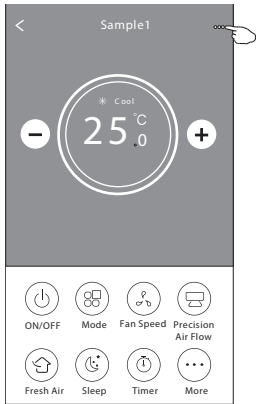 Sample1
Cool
25.0 °C
ON/OFF Mode Fan Speed Precision Air Flow
Fresh Air Sleep Timer More